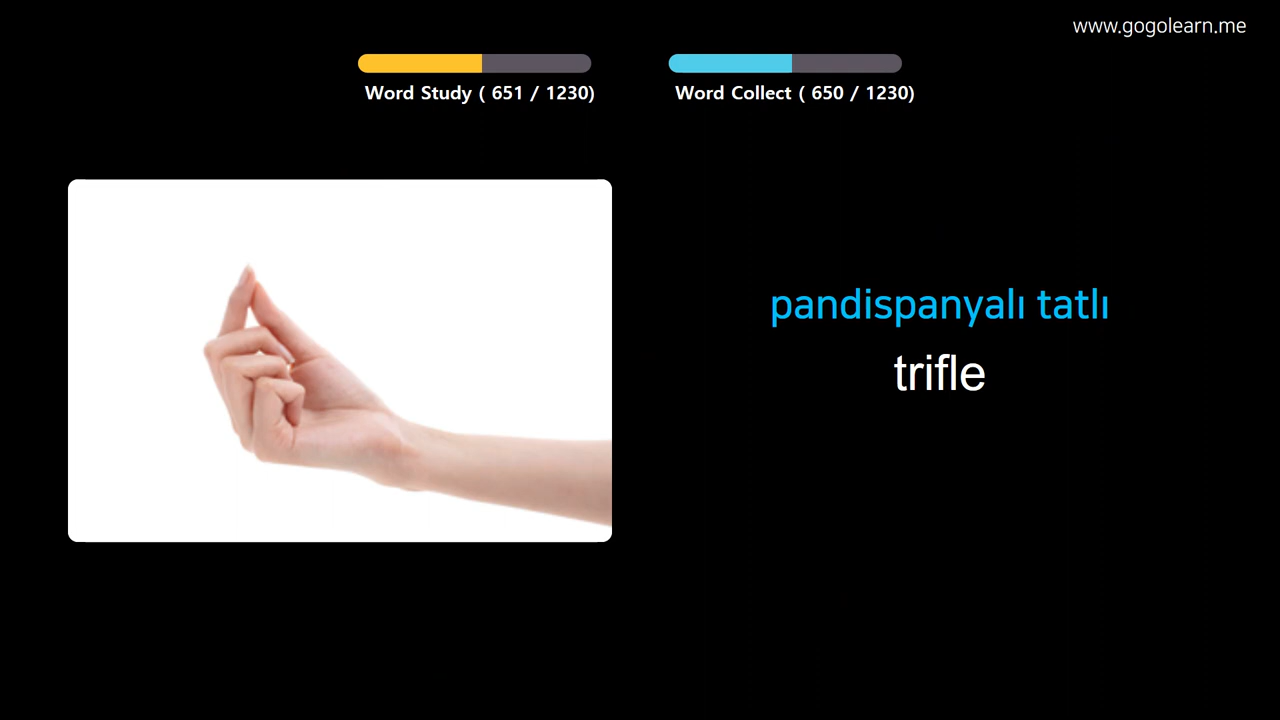 www.gogolearn.me
Word Study ( 651 / 1230)
Word Collect ( 650 / 1230)
pandispanyalı tatlı
trifle